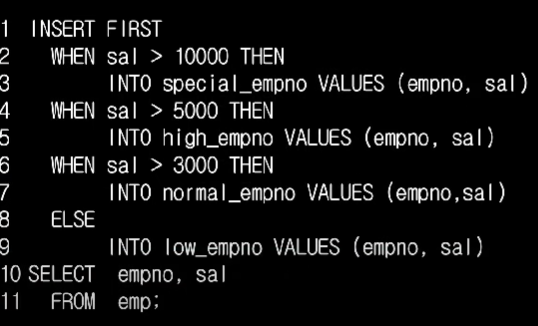 1 INSERT FIRST
2 WHEN sal > 10000 THEN
3 INTO special_empno VALUES (empno, sal)
4 WHEN sal > 5000 THEN
5 INTO high_empno VALUES (empno, sal)
6 WHEN sal > 3000 THEN
7 INTO normal_empno VALUES (empno,sal)
8 ELSE
9 INTO low_empno VALUES (empno, sal)
10 SELECT empno, sal
11 FROM emp;